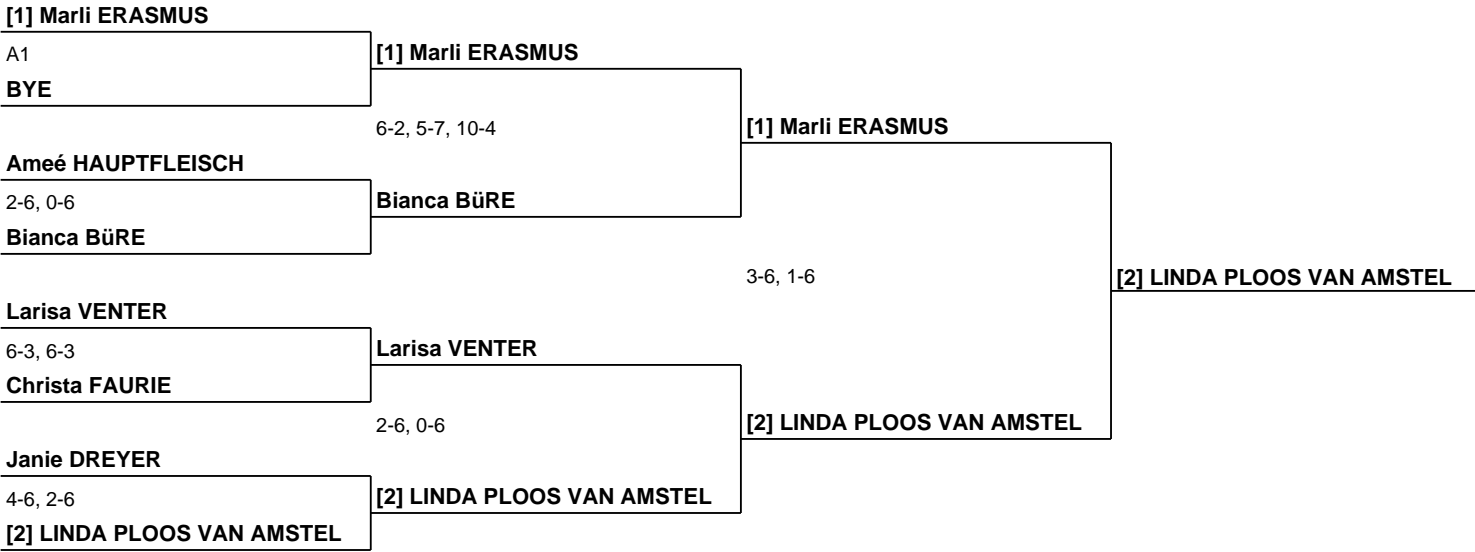 [1] Marli ERASMUS
A1
BYE
[1] Marli ERASMUS
6-2, 5-7, 10-4
Ameé HAUPTFLEISCH
2-6, 0-6
Bianca BüRE
Bianca BüRE
[1] Marli ERASMUS
3-6, 1-6
[2] LINDA PLOOS VAN AMSTEL
Larisa VENTER
6-3, 6-3
Christa FAURIE
Larisa VENTER
2-6, 0-6
[2] LINDA PLOOS VAN AMSTEL
Janie DREYER
4-6, 2-6
[2] LINDA PLOOS VAN AMSTEL
[2] LINDA PLOOS VAN AMSTEL